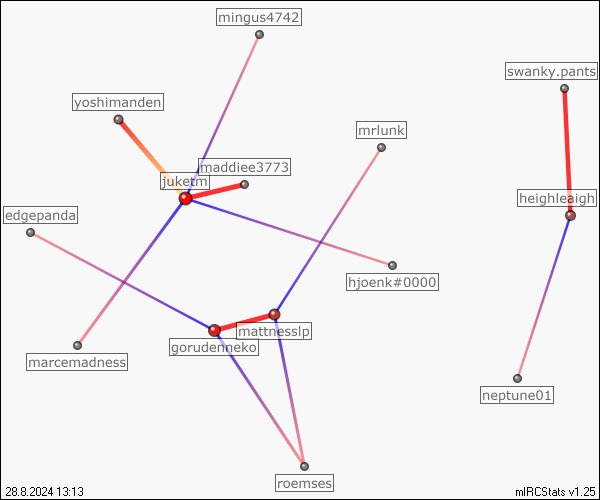 mingus4742
swanky.pants
yoshimanden
mrlunk
maddiee3773
juketm
heighleaigh
edgepanda
hjoenk#0000
mattnesslp
gorudenneko
marcemadness
neptune01
roemses
28.8.2024 13:13
mIRCStats v1.25